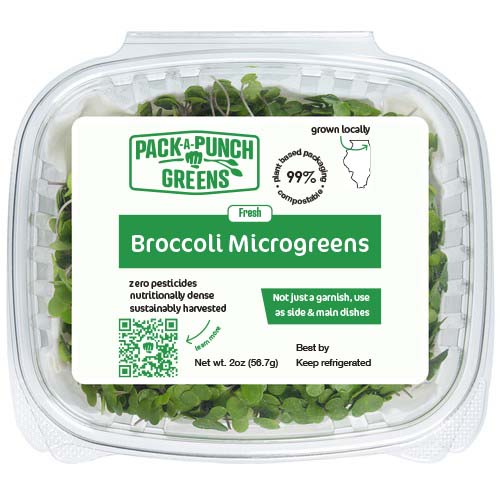 PACK-A-PUNCH
GREENS
grown locally
plant based packaging
99%
compostable
Fresh
Broccoli Microgreens
zero pesticides
nutritionally dense
sustainably harvested
Not just a garnish, use
as side & main dishes
learn more
Best by
Net wt. 2oz (56.7g)
Keep refrigerated